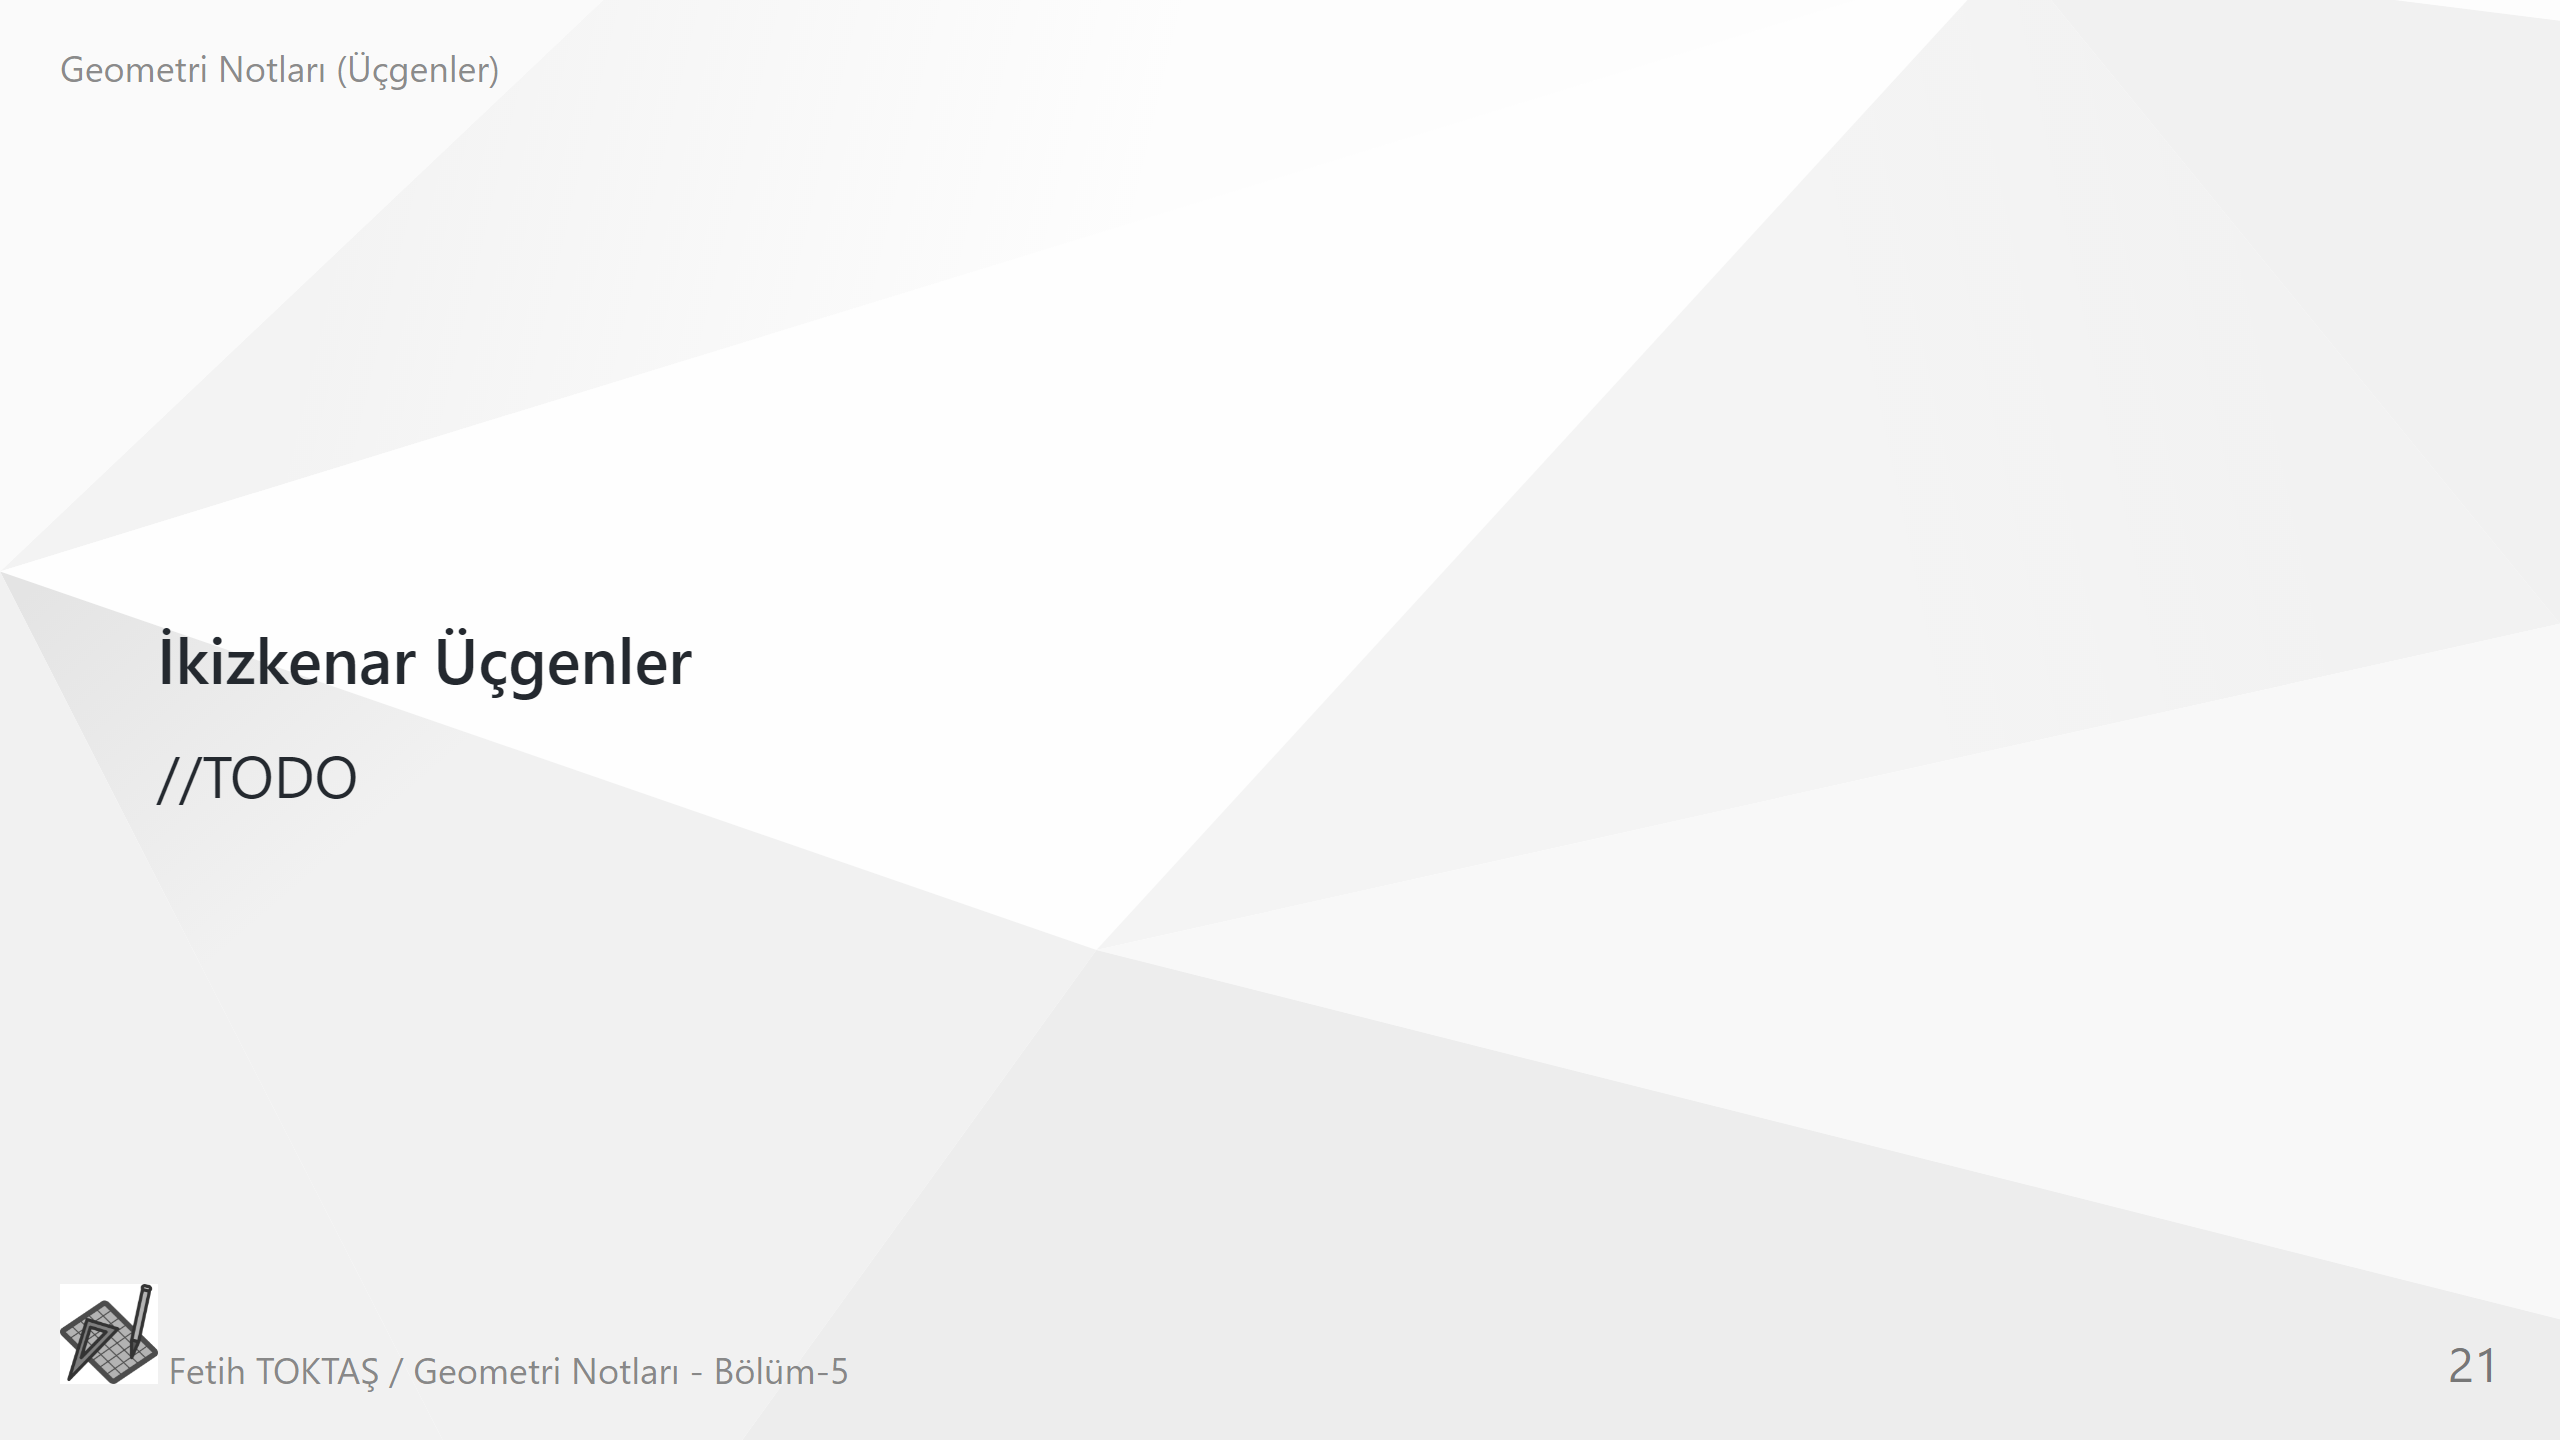 Geometri Notları (Üçgenler)
İkizkenar Üçgenler
//TODO
Fetih TOKTAŞ / Geometri Notları - Bölüm-5
21